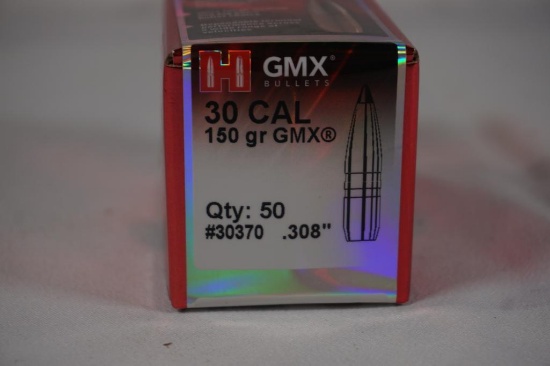 H GMX®
BULLETS
30 CAL
150 gr GMX®
Qty: 50
#30370 .308"